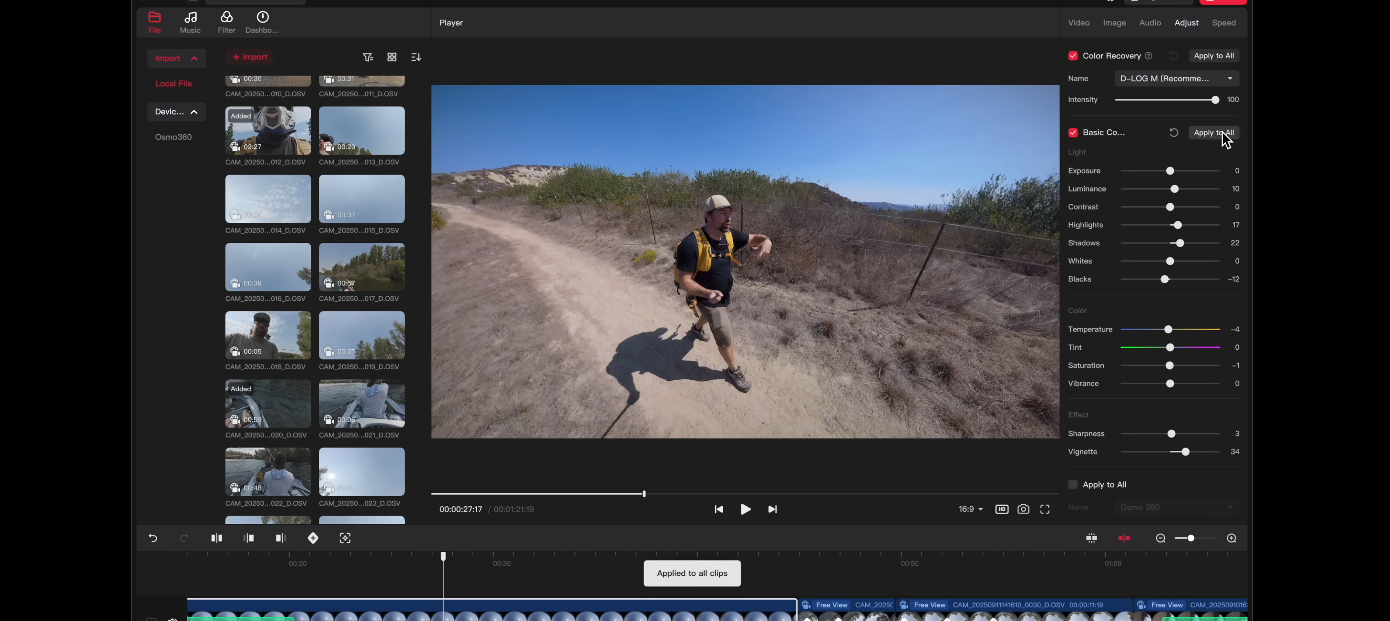 File Music Filter Dashbo...
Player
Video Image Audio Adjust Speed
Import
+ Import
Local File
Devic...
Osmo360
00:30
CAM_20250...010_D.OSV
00:31
CAM_20250...011_D.OSV
Added
02:27
CAM_20250...012_D.OSV
00:23
CAM_20250...013_D.OSV
CAM_20250...014_D.OSV
00:37
CAM_20250...015_D.OSV
00:39
CAM_20250...016_D.OSV
CAM_20250...017_D.OSV
00:05
CAM_20250...018_D.OSV
00:37
CAM_20250...019_D.OSV
Added
00:59
CAM_20250...020_D.OSV
CAM_20250...021_D.OSV
00:46
CAM_20250...022_D.OSV
CAM_20250...023_D.OSV
Color Recovery Apply to All
Name D-LOG M (Recomme...
Intensity 100
Basic Co... Apply to All
Light
Exposure 0
Luminance 10
Contrast 0
Highlights 17
Shadows 22
Whites 0
Blacks -12
Color
Temperature -4
Tint 0
Saturation -1
Vibrance 0
Effect
Sharpness 3
Vignette 34
Apply to All
Name Osmo 360
00:00:27:17 / 00:01:21:19
16:9
HD
00:20 00:30 00:50 01:00
Applied to all clips
Free View CAM_2025(
Free View CAM_20250911141610_0030_D.OSV 00:00:11:19
Free View CAM_202509101